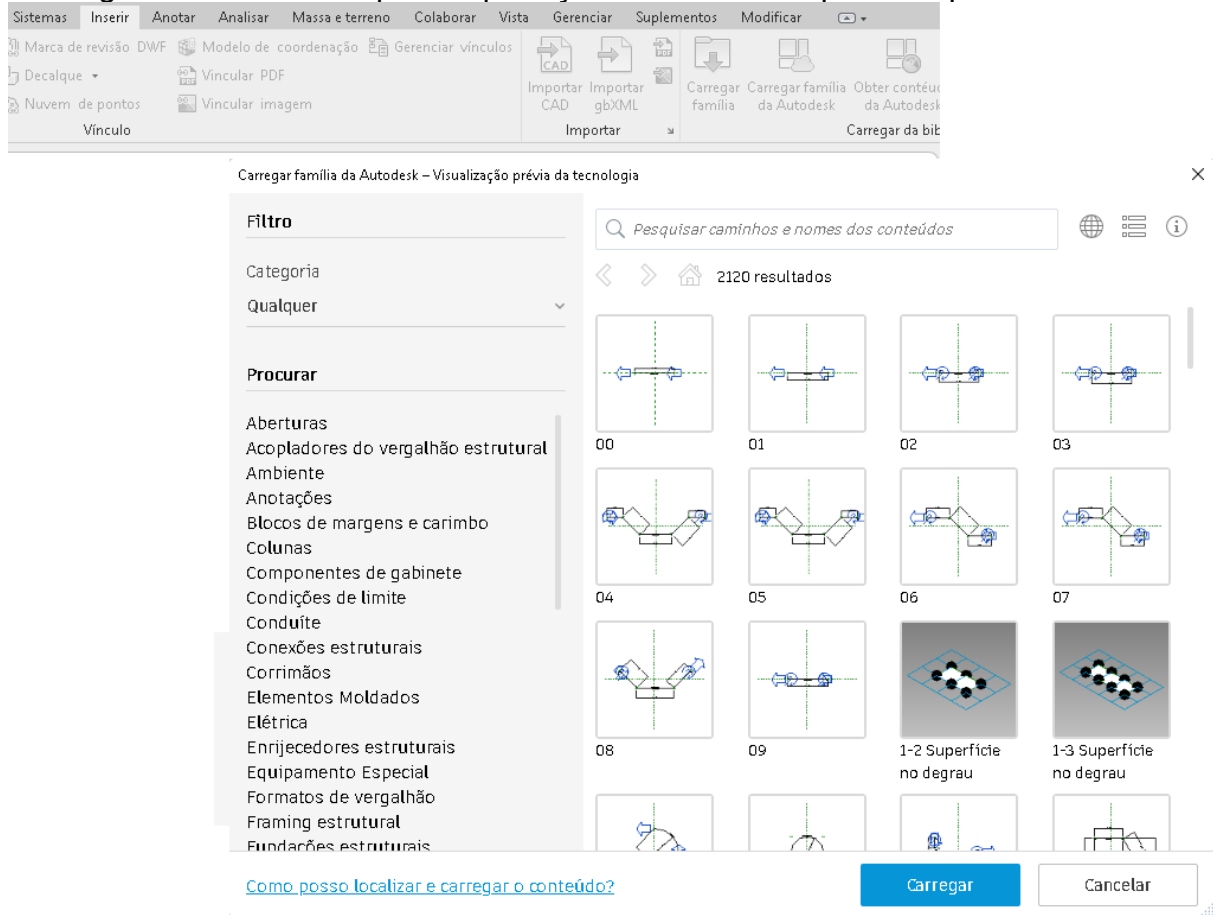 Sistemas Inserir Anotar Analisar Massa e terreno Colaborar Vista Gerenciar Suplementos Modificar
Marca de revisão DWF Modelo de coordenação Gerenciar vínculos
Decalque Vincular PDF
Nuvem de pontos Vincular imagem
CAD
Importar CAD
Importar gbXML
Carregar família
Carregar família da Autodesk
Obter da Autodesk
Vínculo Importar Carregar da
Carregar família da Autodesk – Visualização prévia da tecnologia
Filtro
Pesquisar caminhos e nomes dos conteúdos
Categoria
2120 resultados
Qualquer
Procurar
Aberturas
Acopladores do vergalhão estrutural
Ambiente
Anotações
Blocos de margens e carimbo
Colunas
Componentes de gabinete
Condições de limite
Conduíte
Conexões estruturais
Corrimãos
Elementos Moldados
Elétrica
Enrijecedores estruturais
Equipamento Especial
Formatos de vergalhão
Framing estrutural
Fundações estruturais
00 01 02 03
04 05 06 07
08 09 1-2 Superfície no degrau 1-3 Superfície no degrau
Como posso localizar e carregar o conteúdo?
Carregar
Cancelar